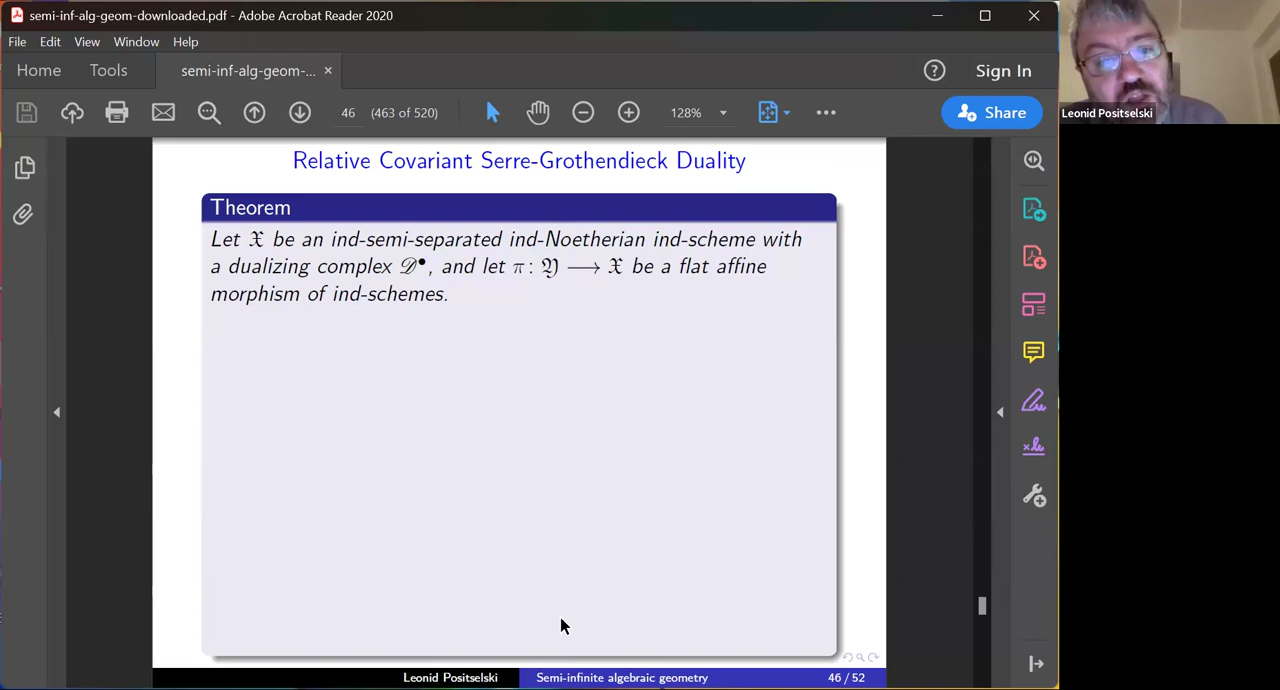 semi-inf-alg-geom-downloaded.pdf - Adobe Acrobat Reader 2020
File Edit View Window Help
Home Tools semi-inf-alg-geom-... × Sign In
46 (463 of 520) 128% Share
Leonid Positselski
Relative Covariant Serre-Grothendieck Duality
Theorem
Let 𝔛 be an ind-semi-separated ind-Noetherian ind-scheme with
a dualizing complex 𝒟•, and let π: 𝔜 ⟶ 𝔛 be a flat affine
morphism of ind-schemes.
Leonid Positselski Semi-infinite algebraic geometry 46 / 52